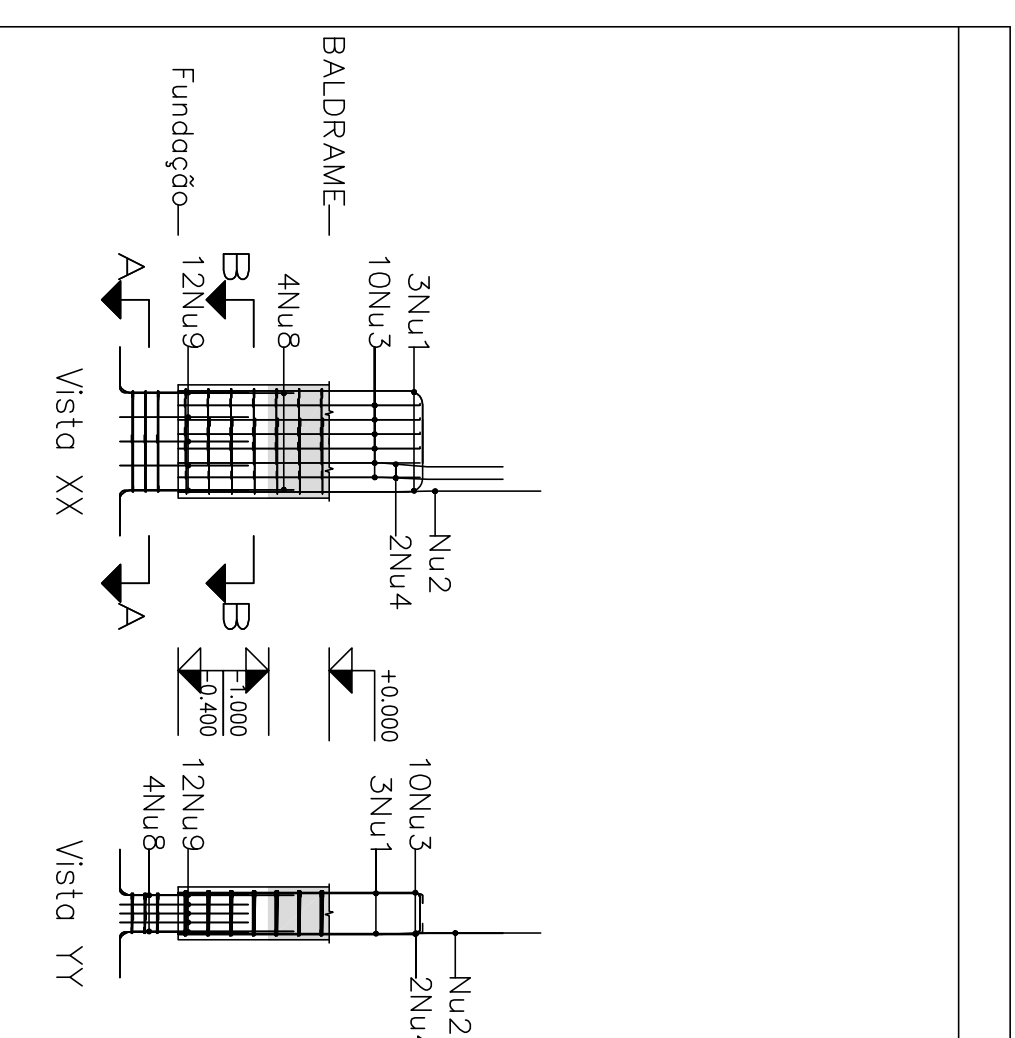 BALDRAME
Fundação
3Nu1
10Nu3
4Nu8
B
12Nu9
A
Nu2
2Nu4
B
A
Vista XX
+0.000
-1.000
-0.400
10Nu3
3Nu1
12Nu9
4Nu8
Nu2
2Nu4
Vista YY